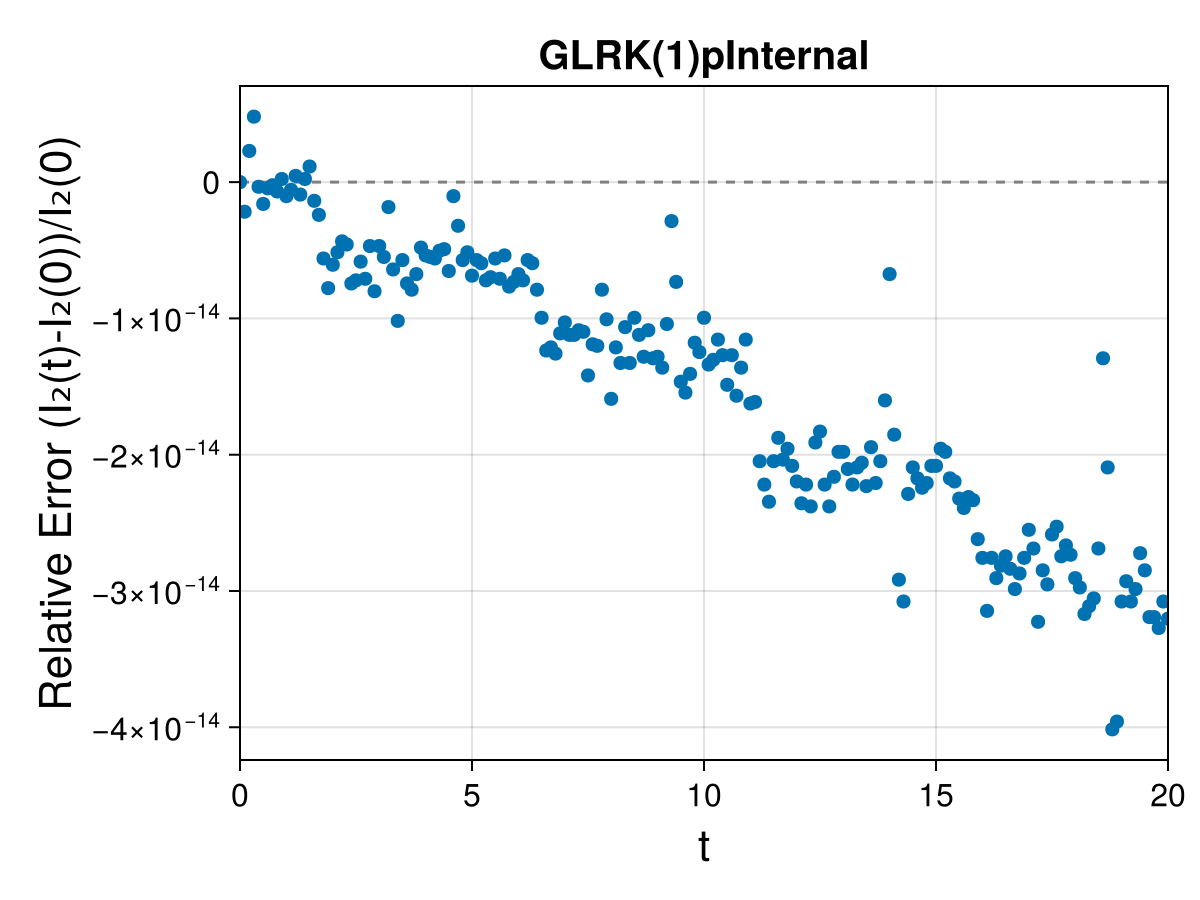 GLRK(1)pInternal
Relative Error (I₂(t)-I₂(0))/I₂(0)
0
−1×10⁻¹⁴
−2×10⁻¹⁴
−3×10⁻¹⁴
−4×10⁻¹⁴
0 5 10 15 20
t